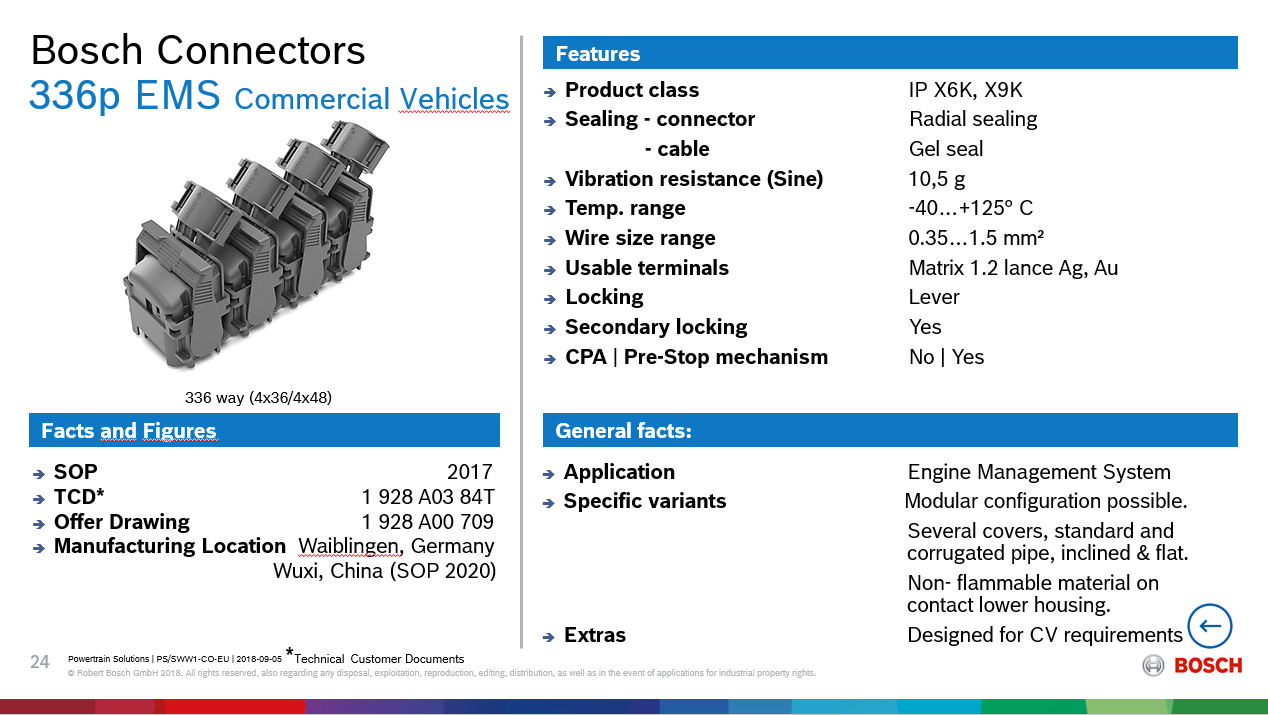 Bosch Connectors
336p EMS Commercial Vehicles
336 way (4x36/4x48)
Facts and Figures
➔ SOP 2017
➔ TCD* 1 928 A03 84T
➔ Offer Drawing 1 928 A00 709
➔ Manufacturing Location Waiblingen, Germany
Wuxi, China (SOP 2020)
Features
➔ Product class IP X6K, X9K
➔ Sealing - connector Radial sealing
- cable Gel seal
➔ Vibration resistance (Sine) 10,5 g
➔ Temp. range -40…+125° C
➔ Wire size range 0.35…1.5 mm²
➔ Usable terminals Matrix 1.2 lance Ag, Au
➔ Locking Lever
➔ Secondary locking Yes
➔ CPA | Pre-Stop mechanism No | Yes
General facts:
➔ Application Engine Management System
➔ Specific variants Modular configuration possible.
Several covers, standard and
corrugated pipe, inclined & flat.
Non- flammable material on
contact lower housing.
➔ Extras Designed for CV requirements
24 Powertrain Solutions | PS/SWW1-CO-EU | 2018-09-05 *Technical Customer Documents
© Robert Bosch GmbH 2018. All rights reserved, also regarding any disposal, exploitation, reproduction, editing, distribution, as well as in the event of applications for industrial property rights.
BOSCH